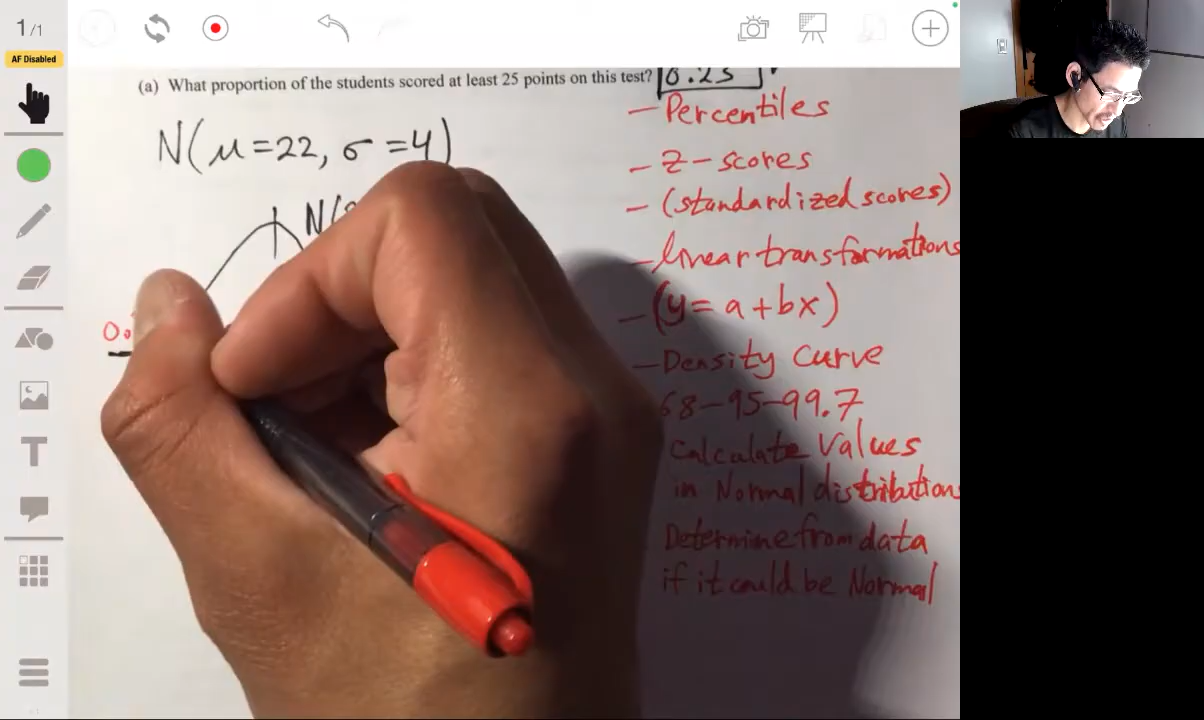 1/1
AF Disabled
(a) What proportion of the students scored at least 25 points on this test? 0.25
N(μ=22, σ=4)
N(
0.
T
- Percentiles
- z-scores
- (standardized scores)
- linear transformations
- (y = a + bx)
- Density Curve
68-95-99.7
Calculate Values
in Normal distributions
Determine from data
if it could be Normal